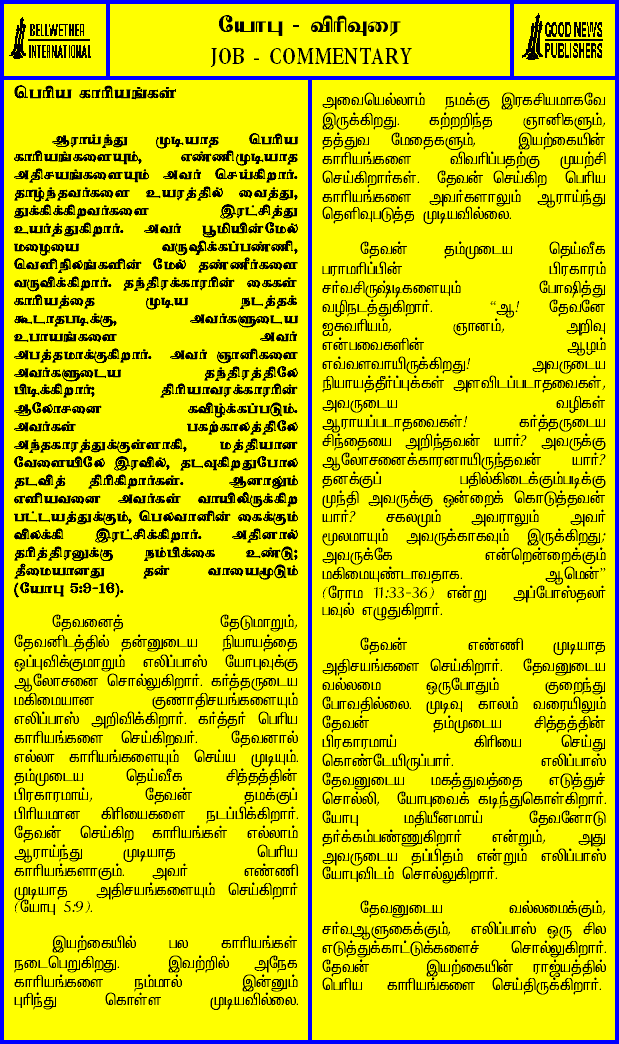 BELLWETHER
INTERNATIONAL
யோபு - விரிவுரை
JOB - COMMENTARY
GOOD NEWS
PUBLISHERS
பெரிய காரியங்கள்
ஆராய்ந்து முடியாத பெரிய
காரியங்களையும், எண்ணிமுடியாத
அதிசயங்களையும் அவர் செய்கிறார்.
தாழ்ந்தவர்களை உயரத்தில் வைத்து,
துக்கிக்கிறவர்களை இரட்சித்து
உயர்த்துகிறார். அவர் பூமியின்மேல்
மழையை வருஷிக்கப்பண்ணி,
வெளிநிலங்களின் மேல் தண்ணீர்களை
வருவிக்கிறார். தந்திரக்காரரின் கைகள்
காரியத்தை முடிய நடத்தக்
கூடாதபடிக்கு, அவர்களுடைய
உபாயங்களை அவர்
அபத்தமாக்குகிறார். அவர் ஞானிகளை
அவர்களுடைய தந்திரத்திலே
பிடிக்கிறார்; திரியாவரக்காரரின்
ஆலோசனை கவிழ்க்கப்படும்.
அவர்கள் பகற்காலத்திலே
அந்தகாரத்துக்குள்ளாகி, மத்தியான
வேளையிலே இரவில், தடவுகிறதுபோல
தடவித் திரிகிறார்கள். ஆனாலும்
எளியவனை அவர்கள் வாயிலிருக்கிற
பட்டயத்துக்கும், பெலவானின் கைக்கும்
விலக்கி இரட்சிக்கிறார். அதினால்
தரித்திரனுக்கு நம்பிக்கை உண்டு;
தீமையானது தன் வாயைமூடும்
(யோபு 5:9-16).
தேவனைத் தேடுமாறும்,
தேவனிடத்தில் தன்னுடைய நியாயத்தை
ஒப்புவிக்குமாறும் எலிப்பாஸ் யோபுவுக்கு
ஆலோசனை சொல்லுகிறார். கர்த்தருடைய
மகிமையான குணாதிசயங்களையும்
எலிப்பாஸ் அறிவிக்கிறார். கர்த்தர் பெரிய
காரியங்களை செய்கிறவர். தேவனால்
எல்லா காரியங்களையும் செய்ய முடியும்.
தம்முடைய தெய்வீக சித்தத்தின்
பிரகாரமாய், தேவன் தமக்குப்
பிரியமான கிரியைகளை நடப்பிக்கிறார்.
தேவன் செய்கிற காரியங்கள் எல்லாம்
ஆராய்ந்து முடியாத பெரிய
காரியங்களாகும். அவர் எண்ணி
முடியாத அதிசயங்களையும் செய்கிறார்
(யோபு 5:9).
இயற்கையில் பல காரியங்கள்
நடைபெறுகிறது. இவற்றில் அநேக
காரியங்களை நம்மால் இன்னும்
புரிந்து கொள்ள முடியவில்லை.
அவையெல்லாம் நமக்கு இரகசியமாகவே
இருக்கிறது. கற்றறிந்த ஞானிகளும்,
தத்துவ மேதைகளும், இயற்கையின்
காரியங்களை விவரிப்பதற்கு முயற்சி
செய்கிறார்கள். தேவன் செய்கிற பெரிய
காரியங்களை அவர்களாலும் ஆராய்ந்து
தெளிவுபடுத்த முடியவில்லை.
தேவன் தம்முடைய தெய்வீக
பராமரிப்பின் பிரகாரம்
சர்வசிருஷ்டிகளையும் போஷித்து
வழிநடத்துகிறார். "ஆ! தேவனே
ஐசுவரியம், ஞானம், அறிவு
என்பவைகளின் ஆழம்
எவ்வளவாயிருக்கிறது! அவருடைய
நியாயத்தீர்ப்புக்கள் அளவிடப்படாதவைகள்,
அவருடைய வழிகள்
ஆராயப்படாதவைகள்! கர்த்தருடைய
சிந்தையை அறிந்தவன் யார்? அவருக்கு
ஆலோசனைக்காரனாயிருந்தவன் யார்?
தனக்குப் பதில்கிடைக்கும்படிக்கு
முந்தி அவருக்கு ஒன்றைக் கொடுத்தவன்
யார்? சகலமும் அவராலும் அவர்
மூலமாயும் அவருக்காகவும் இருக்கிறது;
அவருக்கே என்றென்றைக்கும்
மகிமையுண்டாவதாக. ஆமென்"
(ரோம 11:33-36) என்று அப்போஸ்தலர்
பவுல் எழுதுகிறார்.
தேவன் எண்ணி முடியாத
அதிசயங்களை செய்கிறார். தேவனுடைய
வல்லமை ஒருபோதும் குறைந்து
போவதில்லை. முடிவு காலம் வரையிலும்
தேவன் தம்முடைய சித்தத்தின்
பிரகாரமாய் கிரியை செய்து
கொண்டேயிருப்பார். எலிப்பாஸ்
தேவனுடைய மகத்துவத்தை எடுத்துச்
சொல்லி, யோபுவைக் கடிந்துகொள்கிறார்.
யோபு மதியீனமாய் தேவனோடு
தர்க்கம்பண்ணுகிறார் என்றும், அது
அவருடைய தப்பிதம் என்றும் எலிப்பாஸ்
யோபுவிடம் சொல்லுகிறார்.
தேவனுடைய வல்லமைக்கும்,
சர்வஆளுகைக்கும், எலிப்பாஸ் ஒரு சில
எடுத்துக்காட்டுக்களைச் சொல்லுகிறார்.
தேவன் இயற்கையின் ராஜ்யத்தில்
பெரிய காரியங்களை செய்திருக்கிறார்.